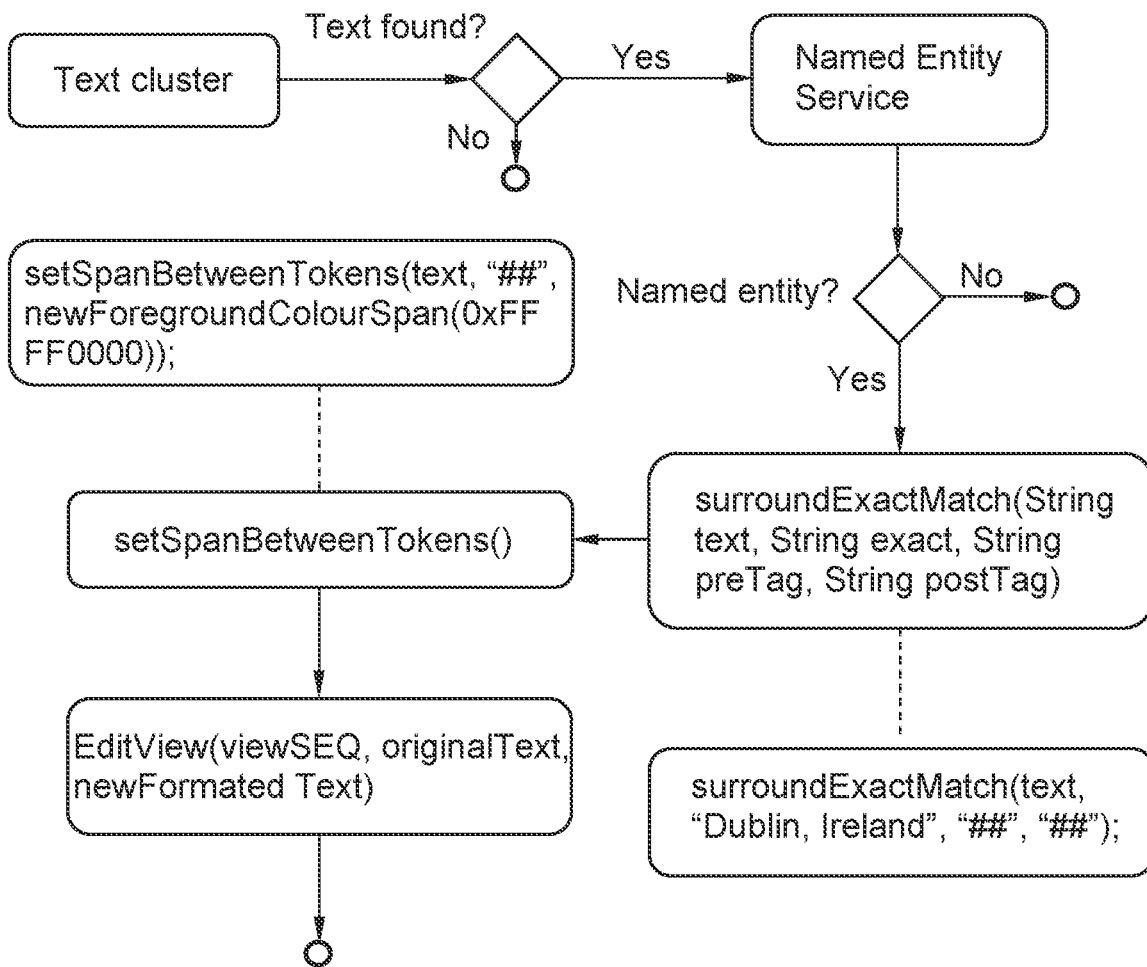 Text found?
Text cluster
Yes
Named Entity
Service
No
setSpanBetweenTokens(text, “##”,
newForegroundColourSpan(0xFF
FF0000));
Named entity?
No
Yes
surroundExactMatch(String
text, String exact, String
preTag, String postTag)
setSpanBetweenTokens()
EditView(viewSEQ, originalText,
newFormated Text)
surroundExactMatch(text,
“Dublin, Ireland”, “##”, “##”);